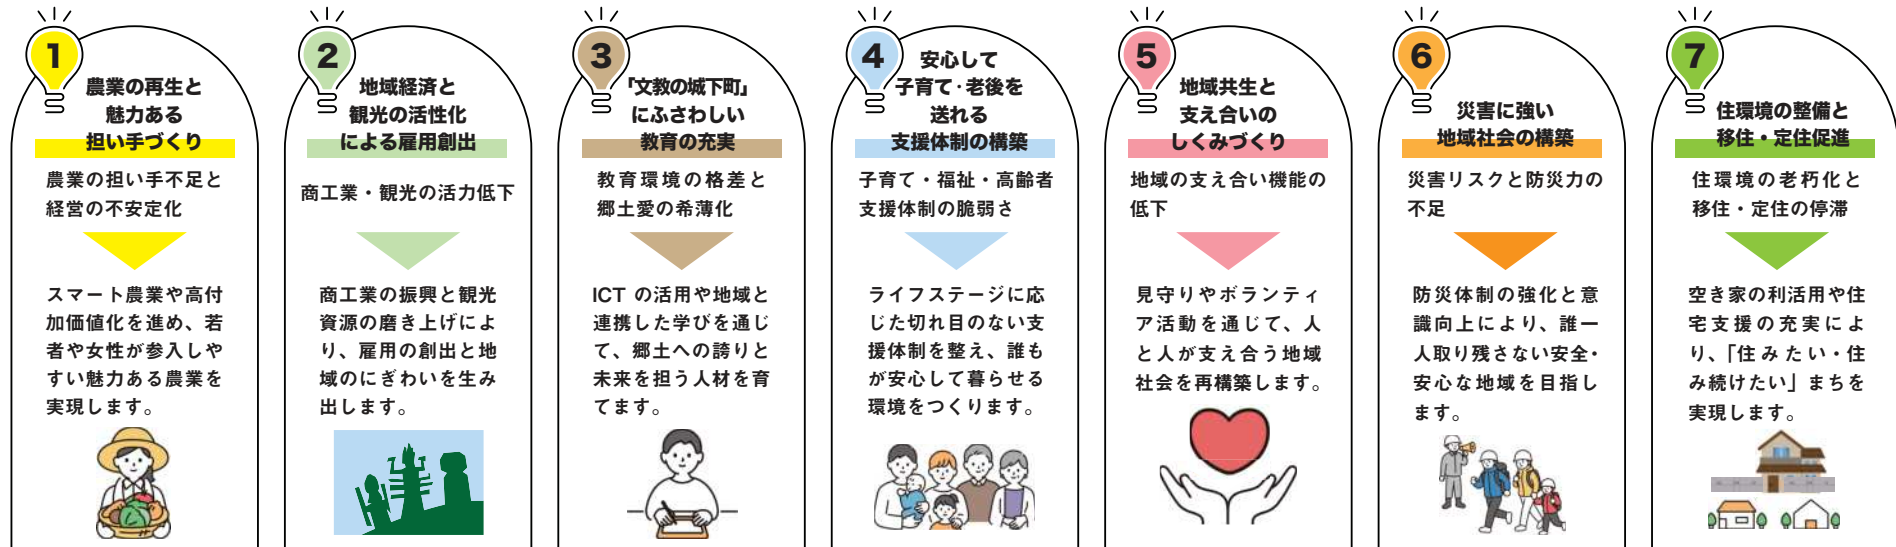 1
農業の再生と
魅力ある
担い手づくり
農業の担い手不足と
経営の不安定化
スマート農業や高付
加価値化を進め、若
者や女性が参入しや
すい魅力ある農業を
実現します。
2
地域経済と
観光の活性化
による雇用創出
商工業・観光の活力低下
商工業の振興と観光
資源の磨き上げによ
り、雇用の創出と地
域のにぎわいを生み
出します。
3
「文教の城下町」
にふさわしい
教育の充実
教育環境の格差と
郷土愛の希薄化
ICT の活用や地域と
連携した学びを通じ
て、郷土への誇りと
未来を担う人材を育
てます。
4
安心して
子育て・老後を
送れる
支援体制の構築
子育て・福祉・高齢者
支援体制の脆弱さ
ライフステージに応
じた切れ目のない支
援体制を整え、誰も
が安心して暮らせる
環境をつくります。
5
地域共生と
支え合いの
しくみづくり
地域の支え合い機能の
低下
見守りやボランティ
ア活動を通じて、人
と人が支え合う地域
社会を再構築します。
6
災害に強い
地域社会の構築
災害リスクと防災力の
不足
防災体制の強化と意
識向上により、誰一
人取り残さない安全・
安心な地域を目指し
ます。
7
住環境の整備と
移住・定住促進
住環境の老朽化と
移住・定住の停滞
空き家の利活用や住
宅支援の充実によ
り、「住みたい・住
み続けたい」まちを
実現します。